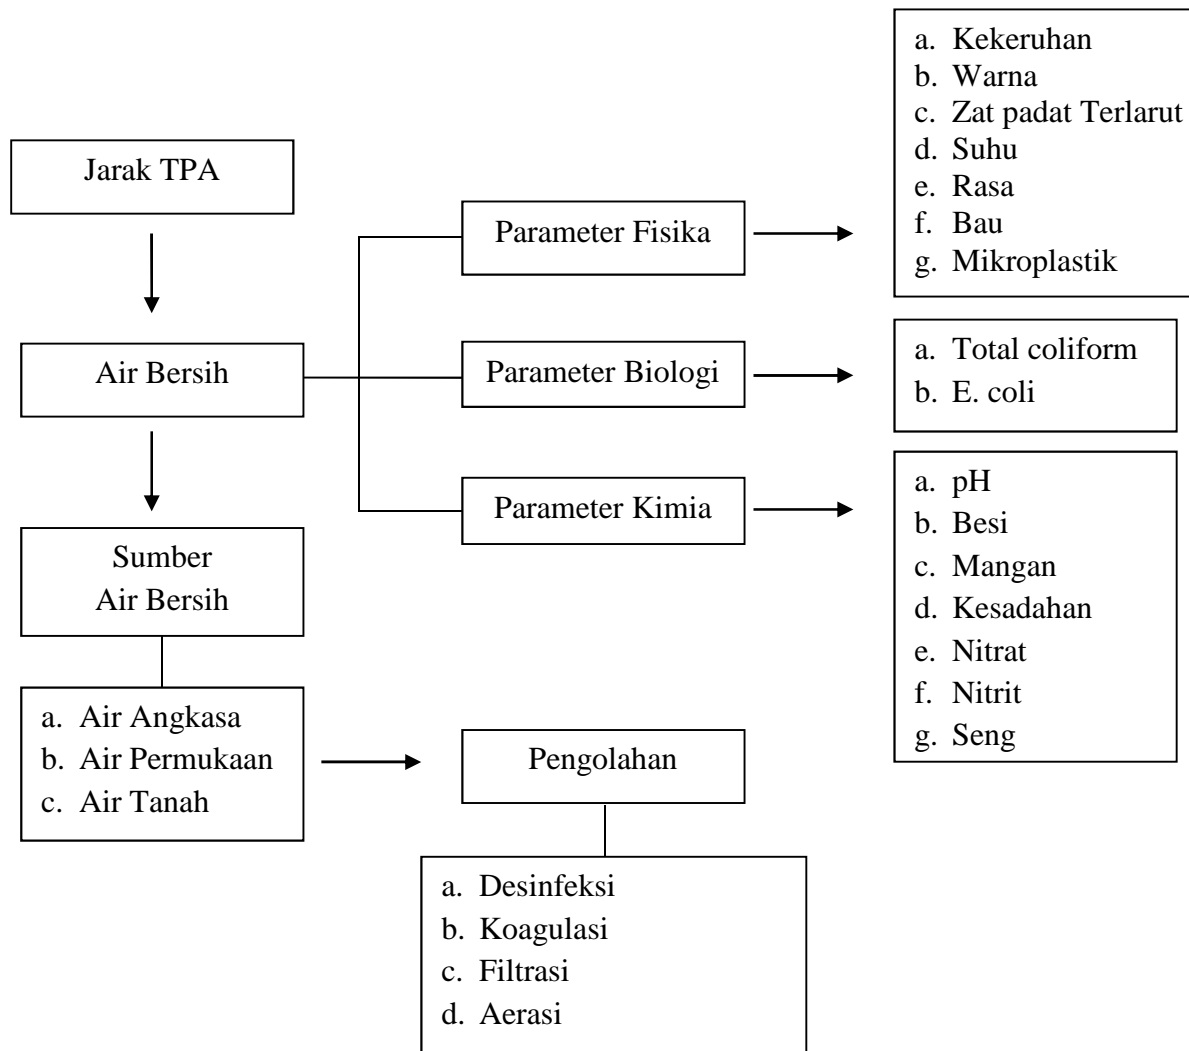 Jarak TPA
Air Bersih
Sumber
Air Bersih
a. Air Angkasa
b. Air Permukaan
c. Air Tanah
Parameter Fisika
a. Kekeruhan
b. Warna
c. Zat padat Terlarut
d. Suhu
e. Rasa
f. Bau
g. Mikroplastik
Parameter Biologi
a. Total coliform
b. E. coli
Parameter Kimia
a. pH
b. Besi
c. Mangan
d. Kesadahan
e. Nitrat
f. Nitrit
g. Seng
Pengolahan
a. Desinfeksi
b. Koagulasi
c. Filtrasi
d. Aerasi